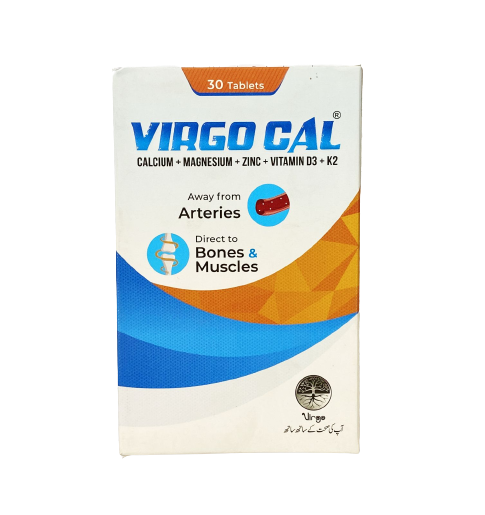 30 Tablets
VIRGO CAL®
CALCIUM + MAGNESIUM + ZINC + VITAMIN D3 + K2
Away from
Arteries
Direct to
Bones &
Muscles
Virgo
آپ کی صحت کے ساتھ ساتھ